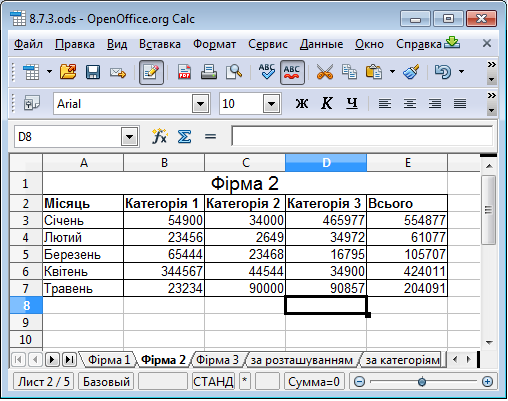 8.7.3.ods - OpenOffice.org Calc
Файл Правка Вид Вставка Формат Сервис Данные Окно Справка
Arial 10 Ж К Ч
D8
A B C D E
1 Фірма 2
2 Місяць Категорія 1 Категорія 2 Категорія 3 Всього
3 Січень 54900 34000 465977 554877
4 Лютий 23456 2649 34972 61077
5 Березень 65444 23468 16795 105707
6 Квітень 344567 44544 34900 424011
7 Травень 23234 90000 90857 204091
8
9
10
Фірма 1 Фірма 2 Фірма 3 за розташуванням за категоріям
Лист 2 / 5 Базовый СТАНД * Сумма=0